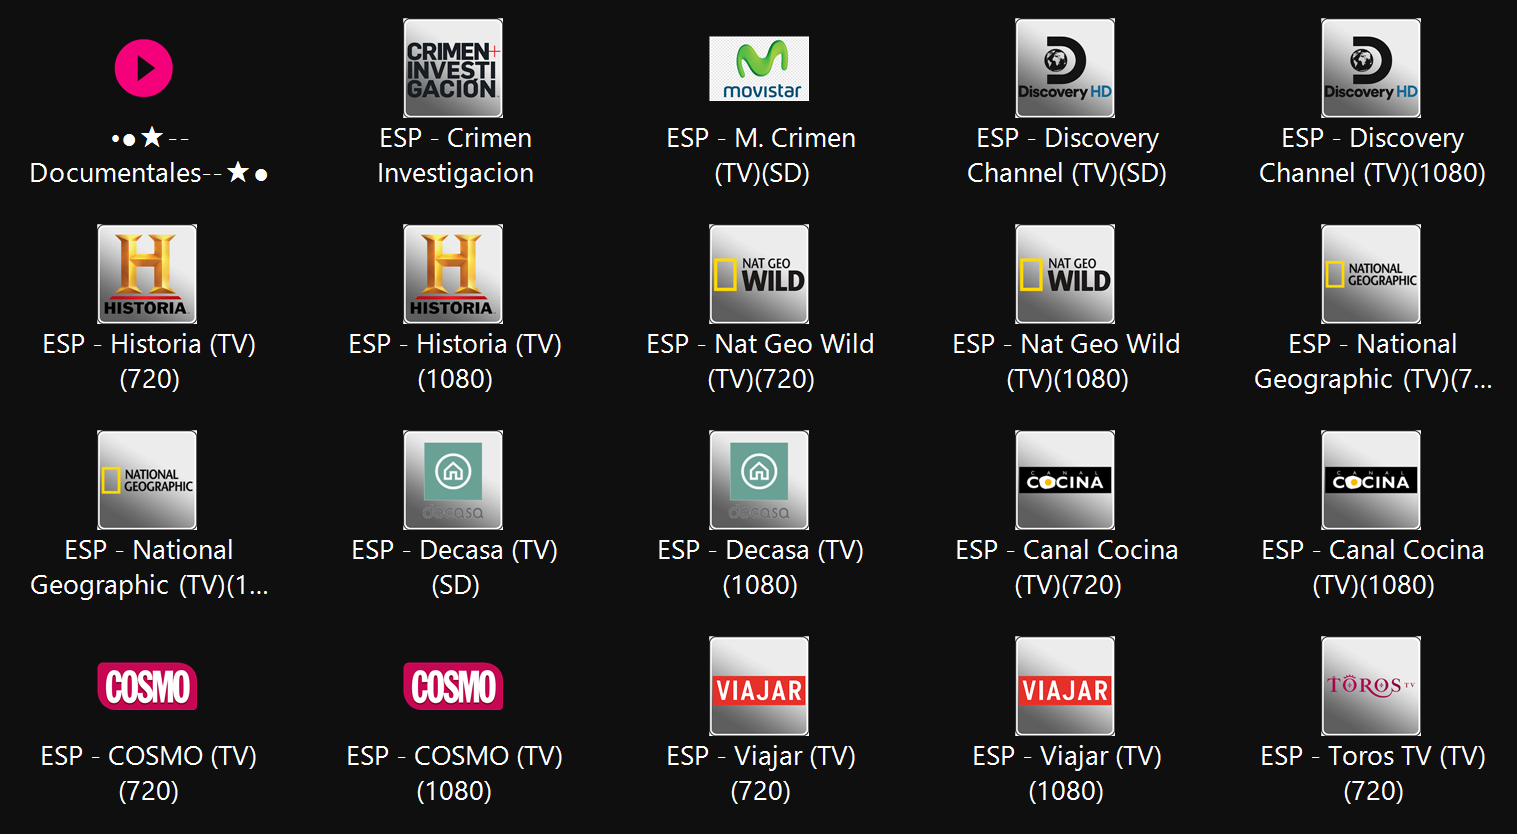 CRIMEN+
INVESTI
GACIÓN
movistar
Discovery HD
Discovery HD
•●★--
Documentales--★●
ESP - Crimen
Investigacion
ESP - M. Crimen
(TV)(SD)
ESP - Discovery
Channel (TV)(SD)
ESP - Discovery
Channel (TV)(1080)
H
HISTORIA
H
HISTORIA
NAT GEO
WILD
NAT GEO
WILD
NATIONAL
GEOGRAPHIC
ESP - Historia (TV)
(720)
ESP - Historia (TV)
(1080)
ESP - Nat Geo Wild
(TV)(720)
ESP - Nat Geo Wild
(TV)(1080)
ESP - National
Geographic (TV)(7...
NATIONAL
GEOGRAPHIC
decasa
decasa
CANAL
COCINA
CANAL
COCINA
ESP - National
Geographic (TV)(1...
ESP - Decasa (TV)
(SD)
ESP - Decasa (TV)
(1080)
ESP - Canal Cocina
(TV)(720)
ESP - Canal Cocina
(TV)(1080)
COSMO
COSMO
VIAJAR
VIAJAR
TOROS TV
ESP - COSMO (TV)
(720)
ESP - COSMO (TV)
(1080)
ESP - Viajar (TV)
(720)
ESP - Viajar (TV)
(1080)
ESP - Toros TV (TV)
(720)